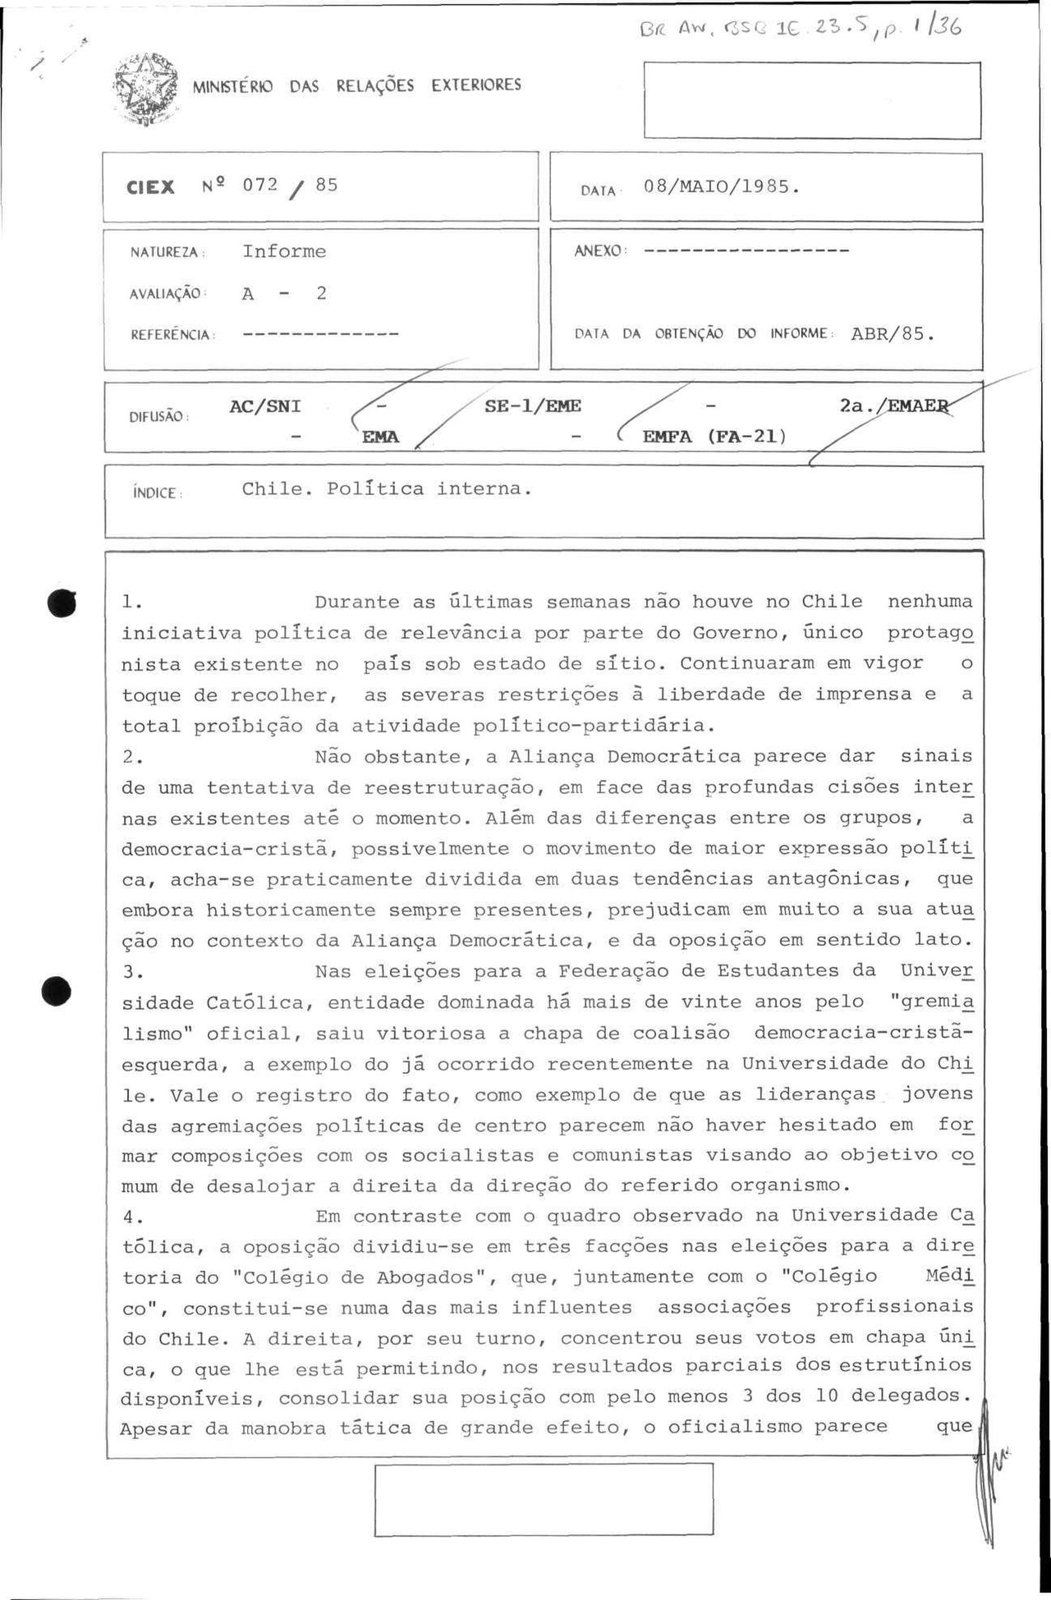 BR AN, BSB IE. 23.5, p. 1/36
MINISTÉRIO DAS RELAÇÕES EXTERIORES
CIEX Nº 072 / 85
DATA: 08/MAIO/1985.
NATUREZA: Informe
AVALIAÇÃO: A - 2
REFERÊNCIA: -------------
ANEXO: -----------------
DATA DA OBTENÇÃO DO INFORME: ABR/85.
DIFUSÃO: AC/SNI - SE-1/EME - 2a./EMAER
- EMA - EMFA (FA-21)
ÍNDICE: Chile. Política interna.
1. Durante as últimas semanas não houve no Chile nenhuma
iniciativa política de relevância por parte do Governo, único protago
nista existente no país sob estado de sítio. Continuaram em vigor o
toque de recolher, as severas restrições à liberdade de imprensa e a
total proibição da atividade político-partidária.
2. Não obstante, a Aliança Democrática parece dar sinais
de uma tentativa de reestruturação, em face das profundas cisões inter
nas existentes até o momento. Além das diferenças entre os grupos, a
democracia-cristã, possivelmente o movimento de maior expressão políti
ca, acha-se praticamente dividida em duas tendências antagônicas, que
embora historicamente sempre presentes, prejudicam em muito a sua atua
ção no contexto da Aliança Democrática, e da oposição em sentido lato.
3. Nas eleições para a Federação de Estudantes da Univer
sidade Católica, entidade dominada há mais de vinte anos pelo "gremia
lismo" oficial, saiu vitoriosa a chapa de coalisão democracia-cristã-
esquerda, a exemplo do já ocorrido recentemente na Universidade do Chi
le. Vale o registro do fato, como exemplo de que as lideranças jovens
das agremiações políticas de centro parecem não haver hesitado em for
mar composições com os socialistas e comunistas visando ao objetivo co
mum de desalojar a direita da direção do referido organismo.
4. Em contraste com o quadro observado na Universidade Ca
tólica, a oposição dividiu-se em três facções nas eleições para a dire
toria do "Colégio de Abogados", que, juntamente com o "Colégio Médi
co", constitui-se numa das mais influentes associações profissionais
do Chile. A direita, por seu turno, concentrou seus votos em chapa úni
ca, o que lhe está permitindo, nos resultados parciais dos estrutínios
disponíveis, consolidar sua posição com pelo menos 3 dos 10 delegados.
Apesar da manobra tática de grande efeito, o oficialismo parece que